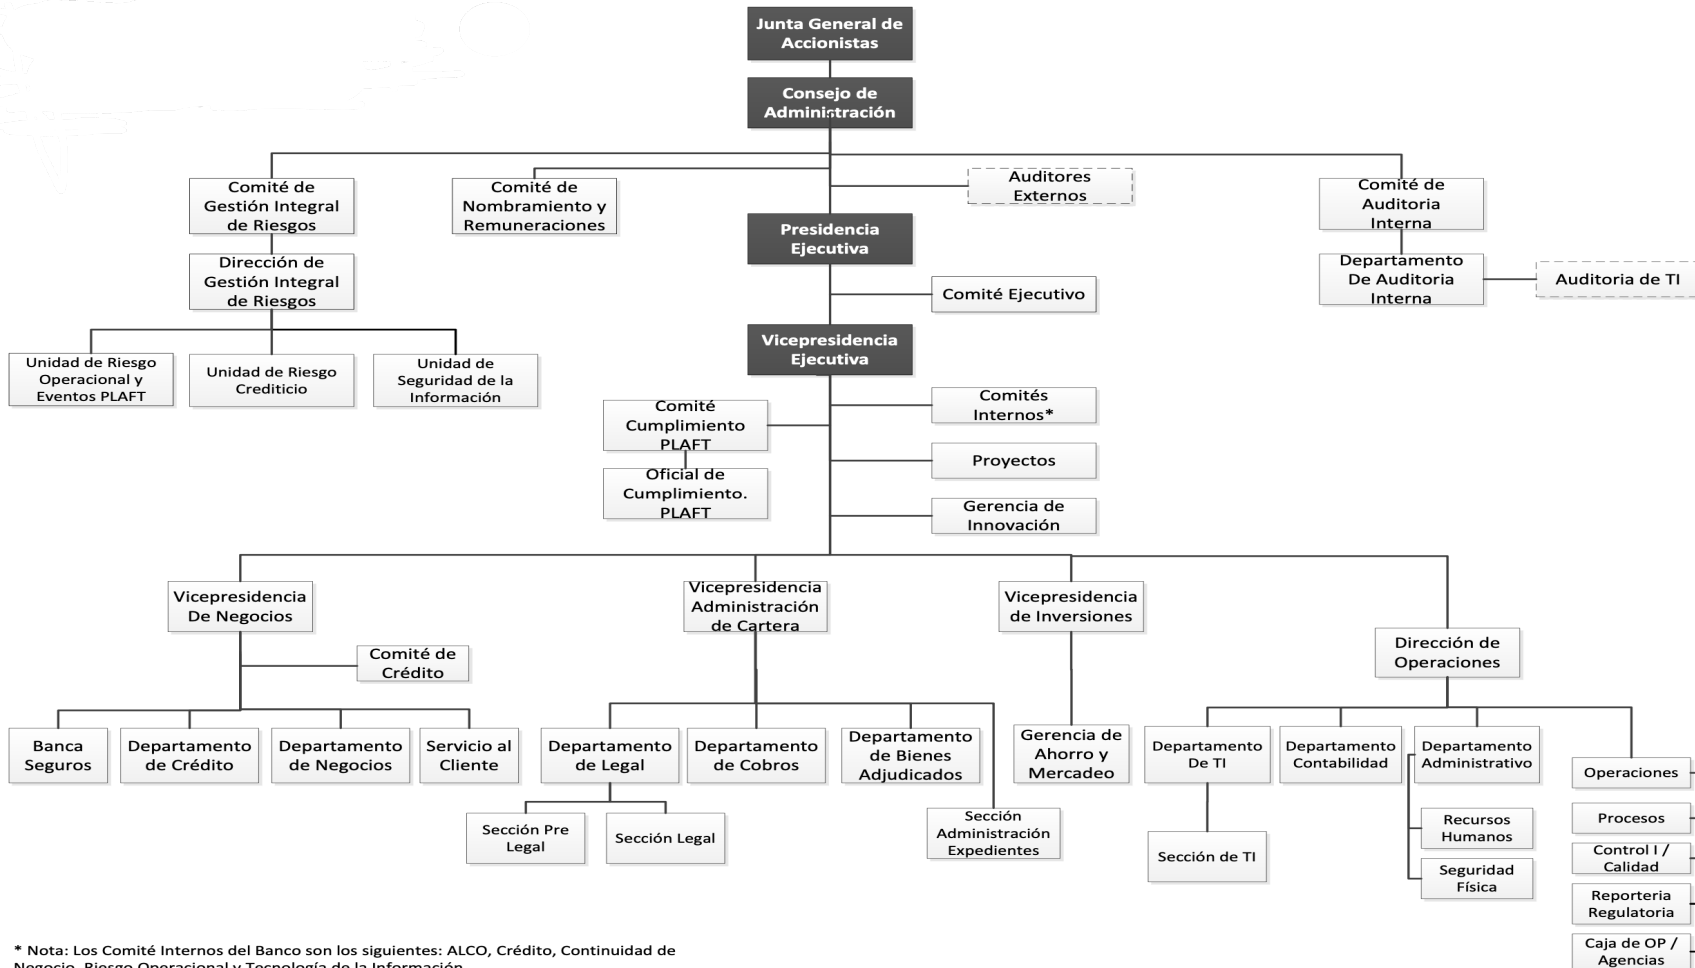 Junta General de
Accionistas
Consejo de
Administración
Comité de
Gestión Integral
de Riesgos
Comité de
Nombramiento y
Remuneraciones
Auditores
Externos
Comité de
Auditoria
Interna
Presidencia
Ejecutiva
Dirección de
Gestión Integral
de Riesgos
Comité Ejecutivo
Departamento
De Auditoria
Interna
Auditoria de TI
Vicepresidencia
Ejecutiva
Unidad de Riesgo
Operacional y
Eventos PLAFT
Unidad de Riesgo
Crediticio
Unidad de
Seguridad de la
Información
Comité
Cumplimiento
PLAFT
Comités
Internos*
Proyectos
Oficial de
Cumplimiento.
PLAFT
Gerencia de
Innovación
Vicepresidencia
De Negocios
Vicepresidencia
Administración
de Cartera
Vicepresidencia
de Inversiones
Dirección de
Operaciones
Comité de
Crédito
Banca
Seguros
Departamento
de Crédito
Departamento
de Negocios
Servicio al
Cliente
Departamento
de Legal
Departamento
de Cobros
Departamento
de Bienes
Adjudicados
Gerencia de
Ahorro y
Mercadeo
Departamento
De TI
Departamento
Contabilidad
Departamento
Administrativo
Operaciones
Sección Pre
Legal
Sección Legal
Sección
Administración
Expedientes
Sección de TI
Recursos
Humanos
Seguridad
Física
Procesos
Control I /
Calidad
Reporteria
Regulatoria
Caja de OP /
Agencias
* Nota: Los Comité Internos del Banco son los siguientes: ALCO, Crédito, Continuidad de
Negocio, Riesgo Operacional y Tecnología de la Información